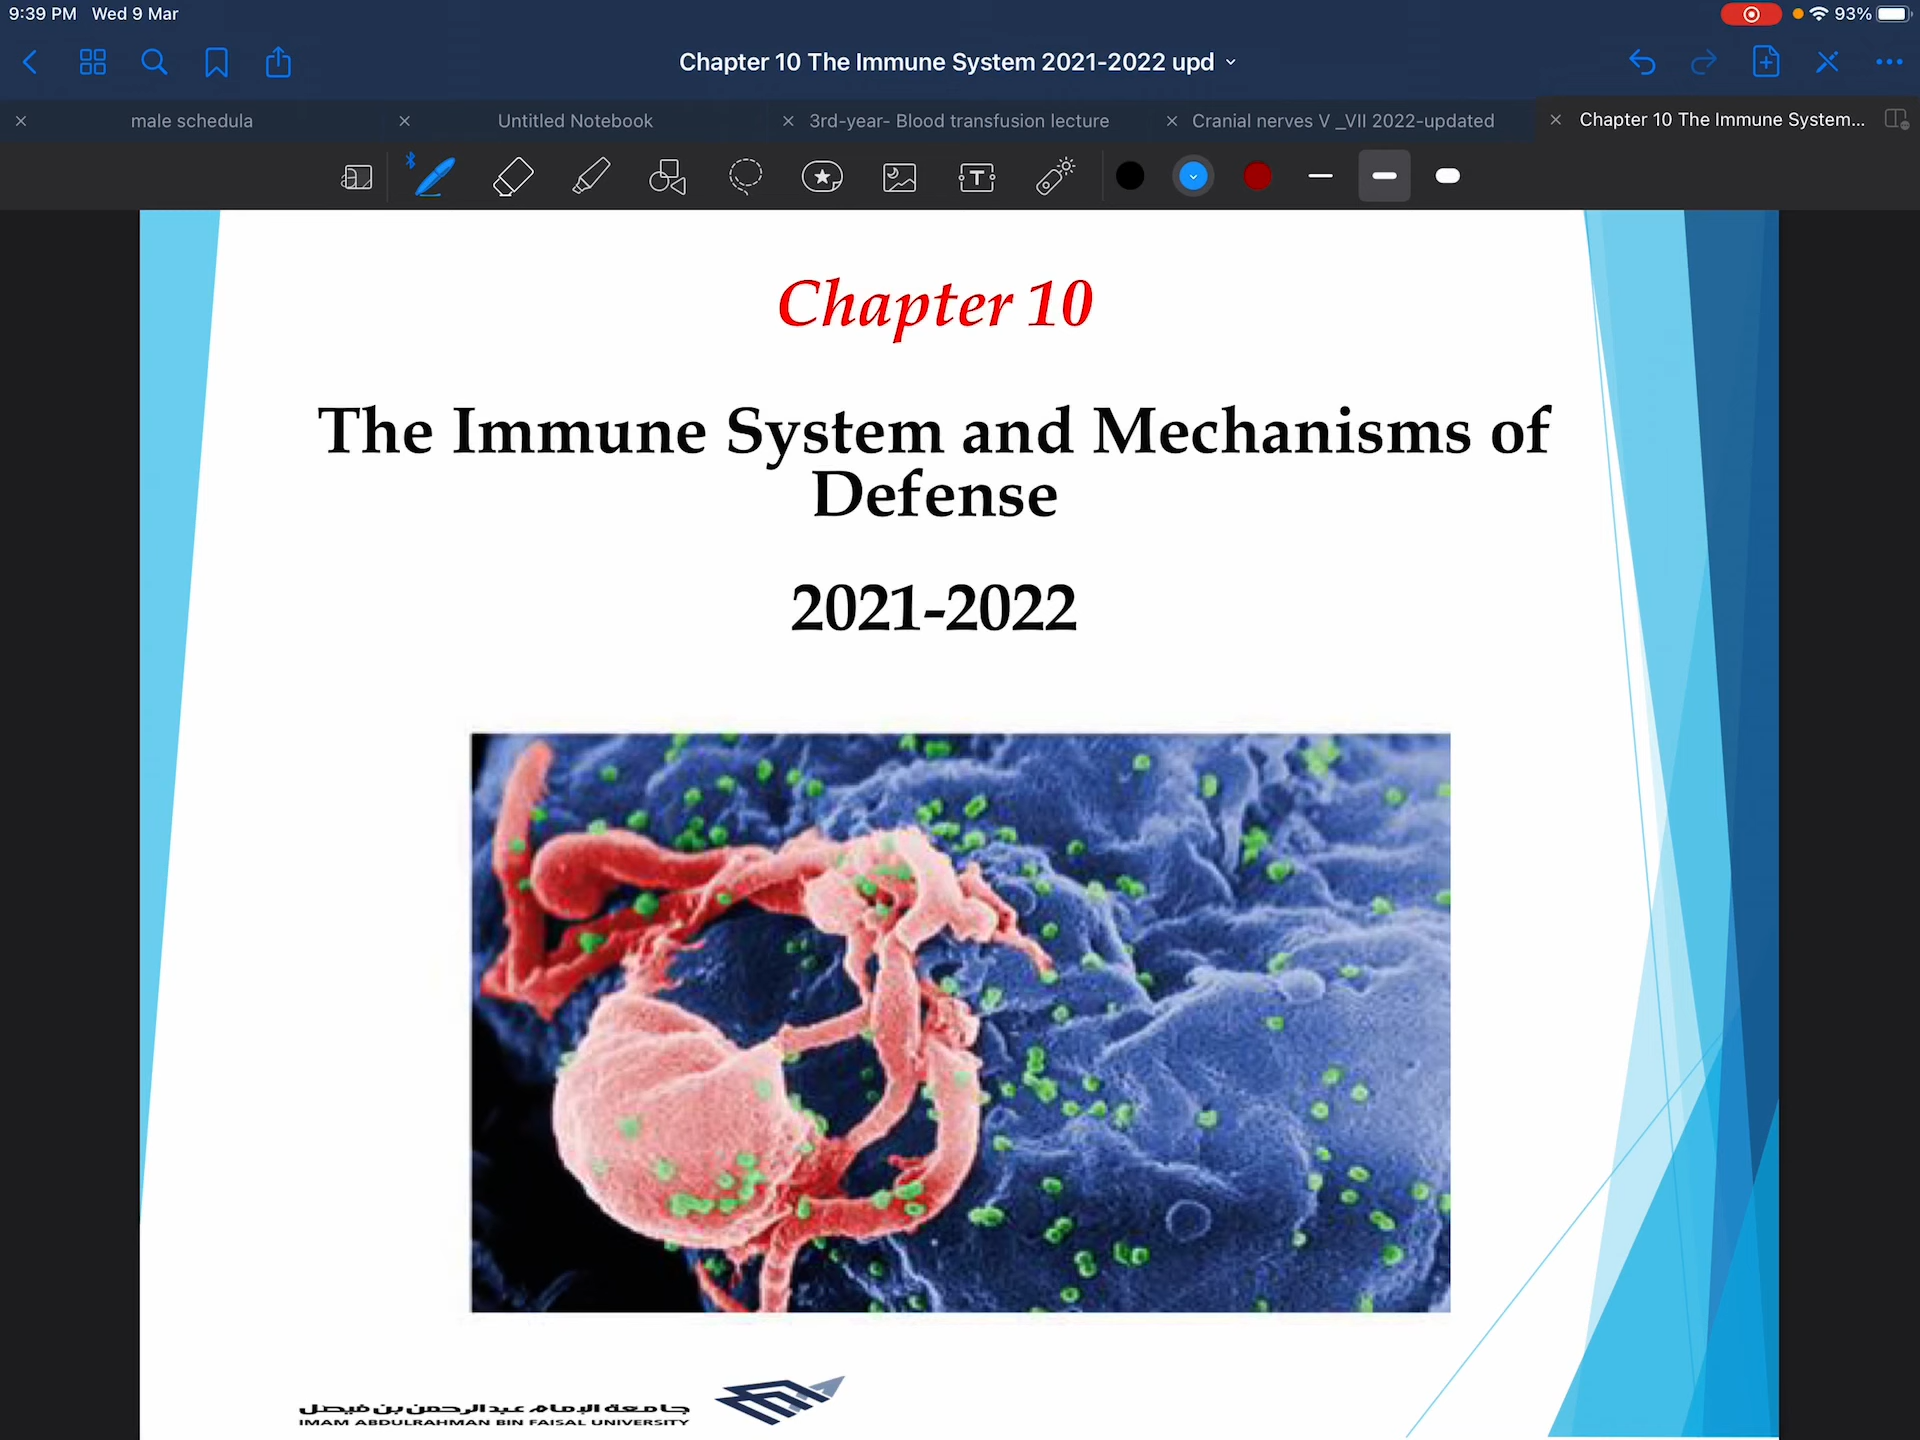 9:39 PM Wed 9 Mar
93%
Chapter 10 The Immune System 2021-2022 upd
male schedula
Untitled Notebook
3rd-year- Blood transfusion lecture
Cranial nerves V _VII 2022-updated
Chapter 10 The Immune System...
Chapter 10
The Immune System and Mechanisms of
Defense
2021-2022
جامعة الإمام عبدالرحمن بن فيصل
IMAM ABDULRAHMAN BIN FAISAL UNIVERSITY